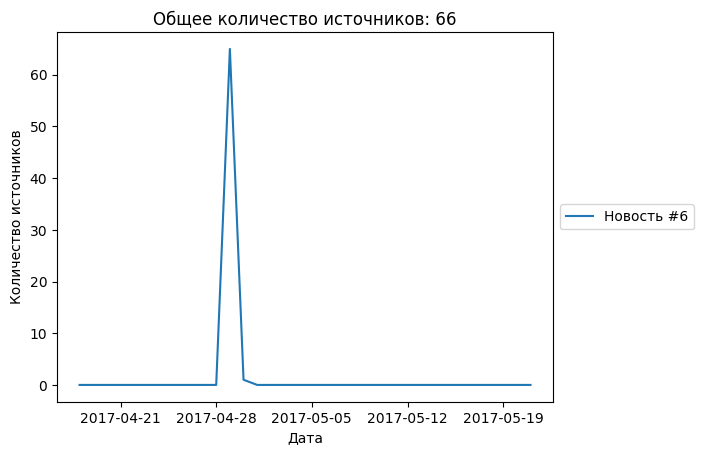 Общее количество источников: 66
Количество источников
60
50
40
30
20
10
0
2017-04-21 2017-04-28 2017-05-05 2017-05-12 2017-05-19
Дата
Новость #6